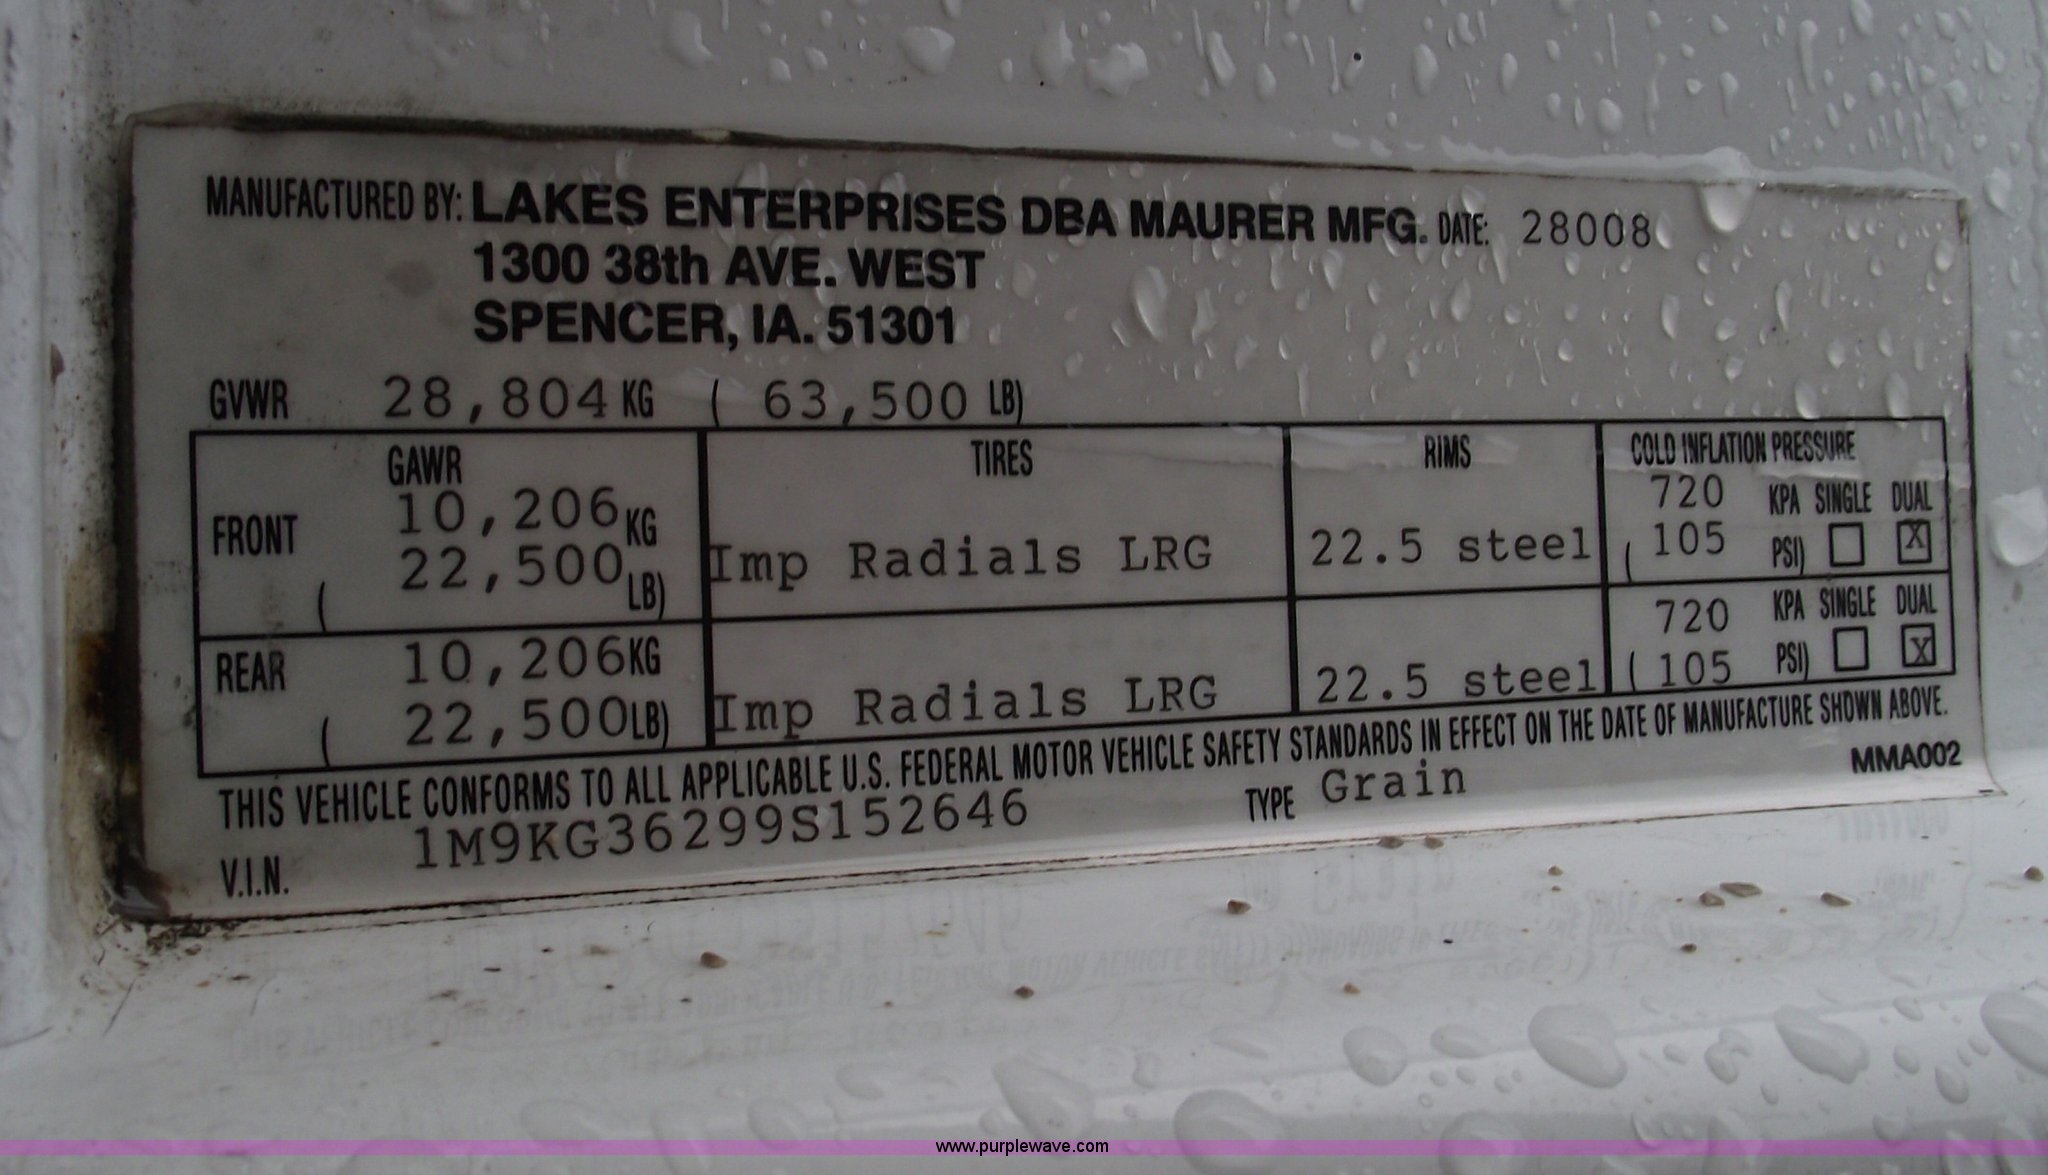 MANUFACTURED BY: LAKES ENTERPRISES DBA MAURER MFG. DATE: 28008
1300 38th AVE. WEST
SPENCER, IA. 51301
GVWR 28,804 KG ( 63,500 LB)
GAWR TIRES RIMS COLD INFLATION PRESSURE
FRONT 10,206 KG Imp Radials LRG 22.5 steel 720 KPA SINGLE DUAL
( 22,500 LB) ( 105 PSI) X
REAR 10,206 KG Imp Radials LRG 22.5 steel 720 KPA SINGLE DUAL
( 22,500 LB) ( 105 PSI) X
THIS VEHICLE CONFORMS TO ALL APPLICABLE U.S. FEDERAL MOTOR VEHICLE SAFETY STANDARDS IN EFFECT ON THE DATE OF MANUFACTURE SHOWN ABOVE.
V.I.N. 1M9KG36299S152646 TYPE Grain MMA002
www.purplewave.com